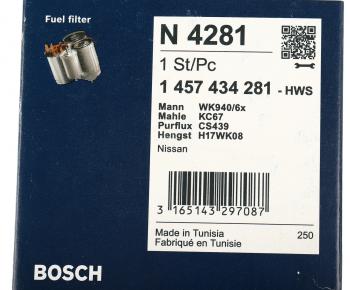 Fuel filter
N 4281
1 St/Pc
1 457 434 281 - HWS
Mann WK940/6x
Mahle KC67
Purflux CS439
Hengst H17WK08
Nissan
3 165143 297087
Made in Tunisia 250
Fabriqué en Tunisie
BOSCH